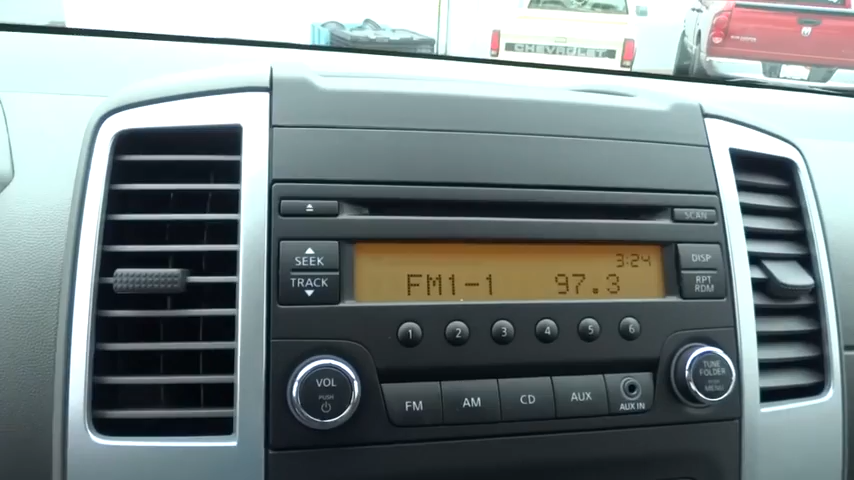 CHEVROLET
SCAN
SEEK
TRACK
3:24
FM1-1 97.3
DISP
RPT
RDM
1 2 3 4 5 6
VOL
PUSH
FM AM CD AUX
AUX IN
TUNE
FOLDER
PUSH
MENU